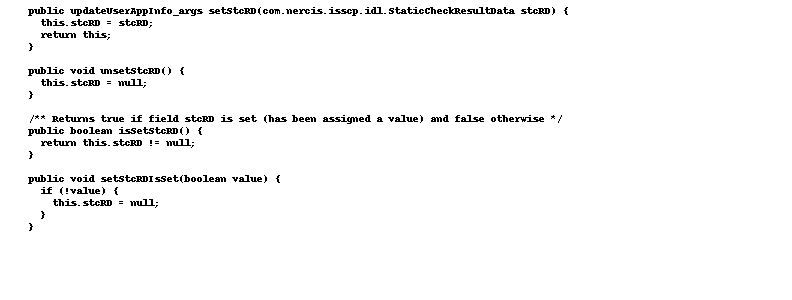 public updateUserAppInfo_args setStcRD(com.nercis.isscp.idl.StaticCheckResultData stcRD) {
this.stcRD = stcRD;
return this;
}
public void unsetStcRD() {
this.stcRD = null;
}
/** Returns true if field stcRD is set (has been assigned a value) and false otherwise */
public boolean isSetStcRD() {
return this.stcRD != null;
}
public void setStcRDIsSet(boolean value) {
if (!value) {
this.stcRD = null;
}
}